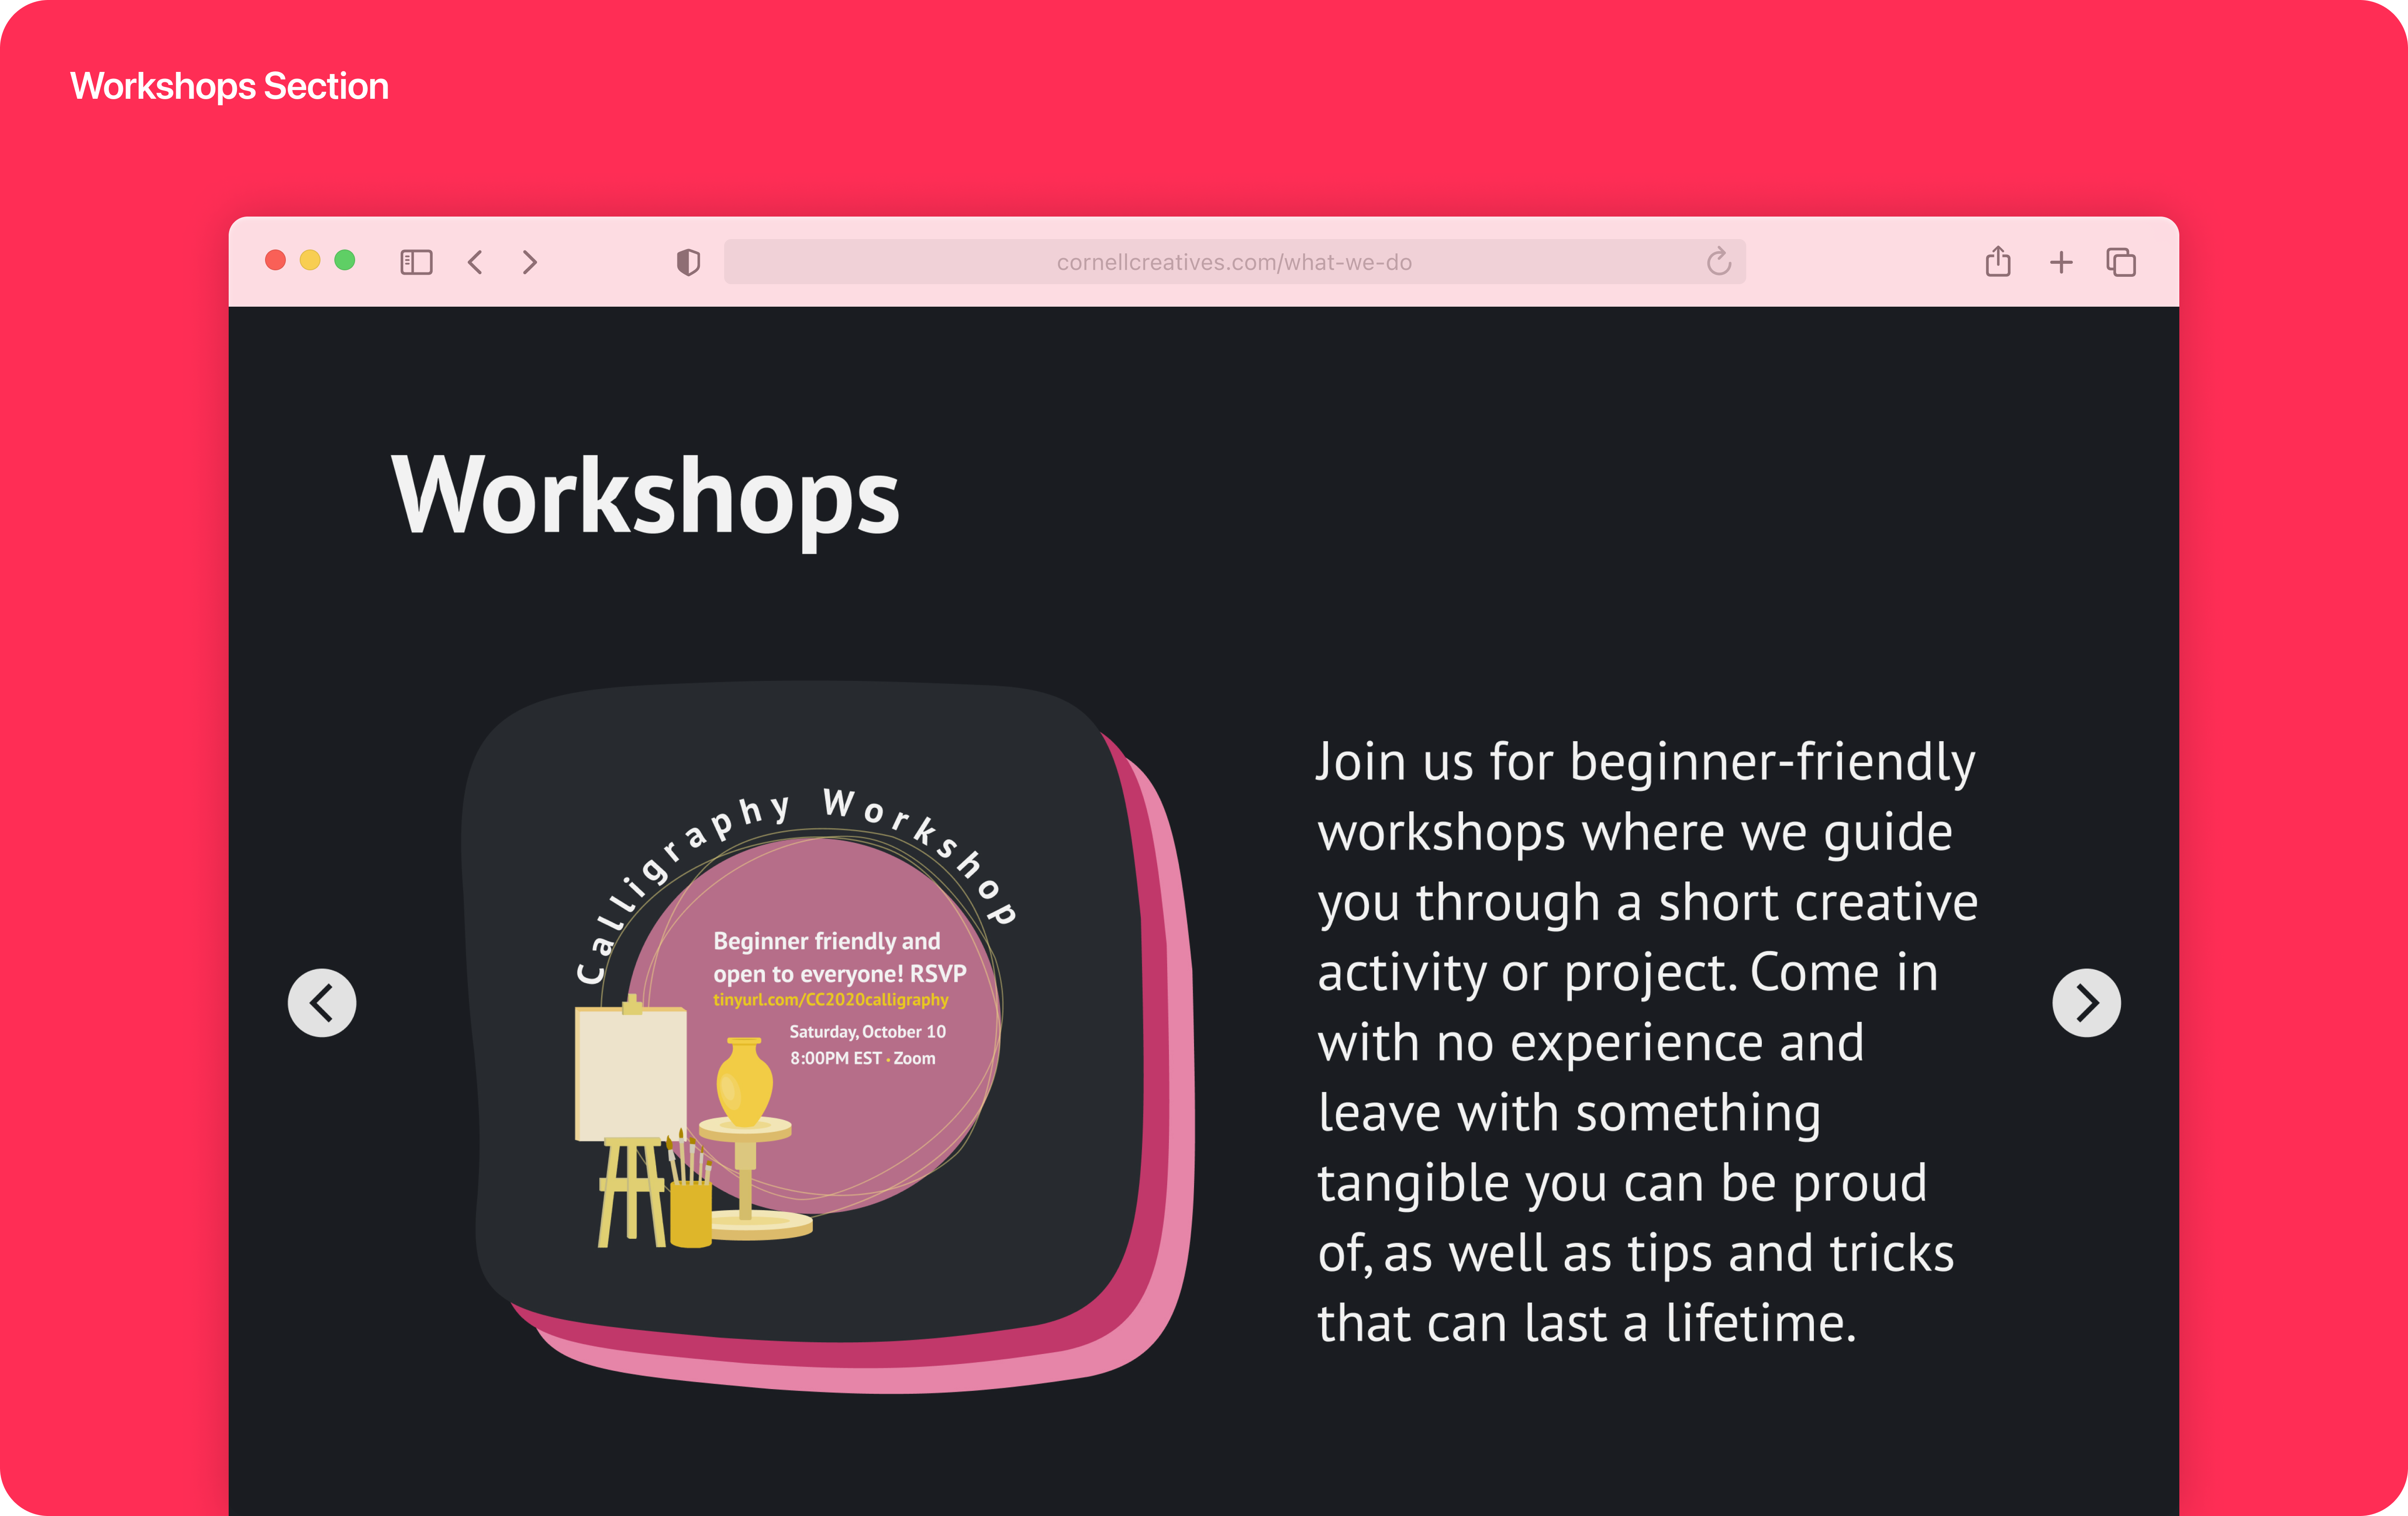 Workshops Section
cornellcreatives.com/what-we-do
Workshops
Calligraphy Workshop
Beginner friendly and
open to everyone! RSVP
tinyurl.com/CC2020calligraphy
Saturday, October 10
8:00PM EST • Zoom
Join us for beginner-friendly
workshops where we guide
you through a short creative
activity or project. Come in
with no experience and
leave with something
tangible you can be proud
of, as well as tips and tricks
that can last a lifetime.